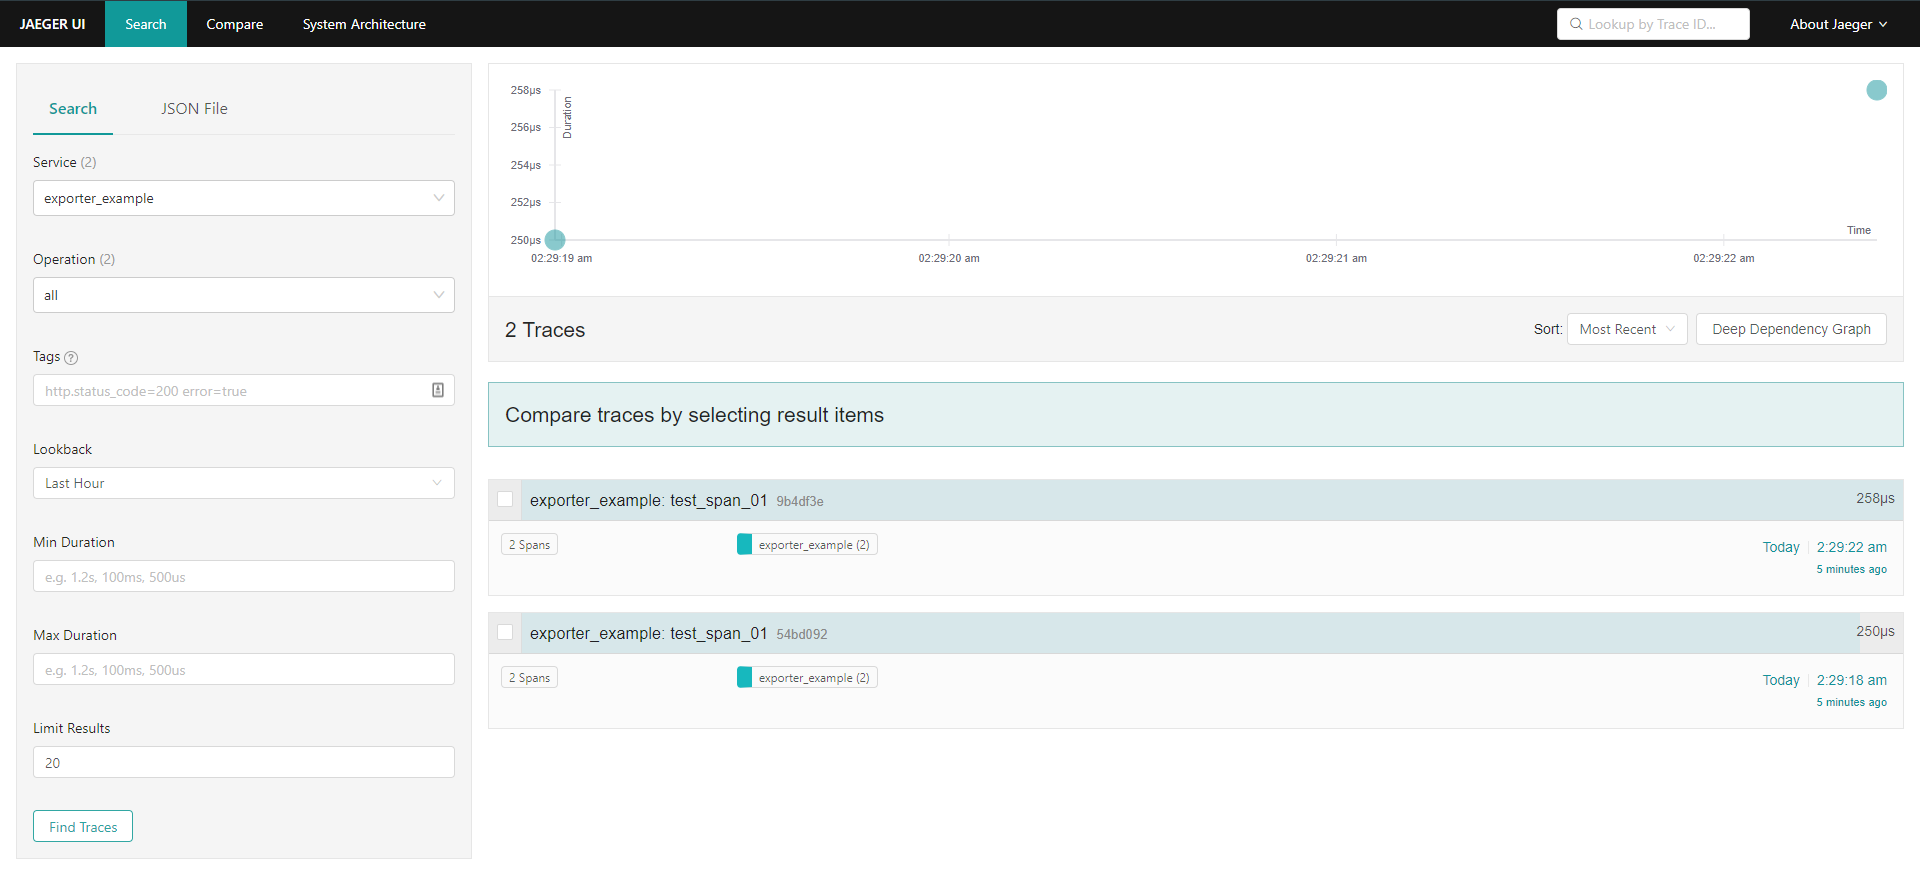 JAEGER UI
Search
Compare
System Architecture
Lookup by Trace ID...
About Jaeger
Search
JSON File
Service (2)
exporter_example
Operation (2)
all
Tags
http.status_code=200 error=true
Lookback
Last Hour
Min Duration
e.g. 1.2s, 100ms, 500us
Max Duration
e.g. 1.2s, 100ms, 500us
Limit Results
20
Find Traces
258µs
256µs
254µs
252µs
250µs
Duration
Time
02:29:19 am
02:29:20 am
02:29:21 am
02:29:22 am
2 Traces
Sort:
Most Recent
Deep Dependency Graph
Compare traces by selecting result items
exporter_example: test_span_01 9b4df3e
258µs
2 Spans
exporter_example (2)
Today
2:29:22 am
5 minutes ago
exporter_example: test_span_01 54bd092
250µs
2 Spans
exporter_example (2)
Today
2:29:18 am
5 minutes ago